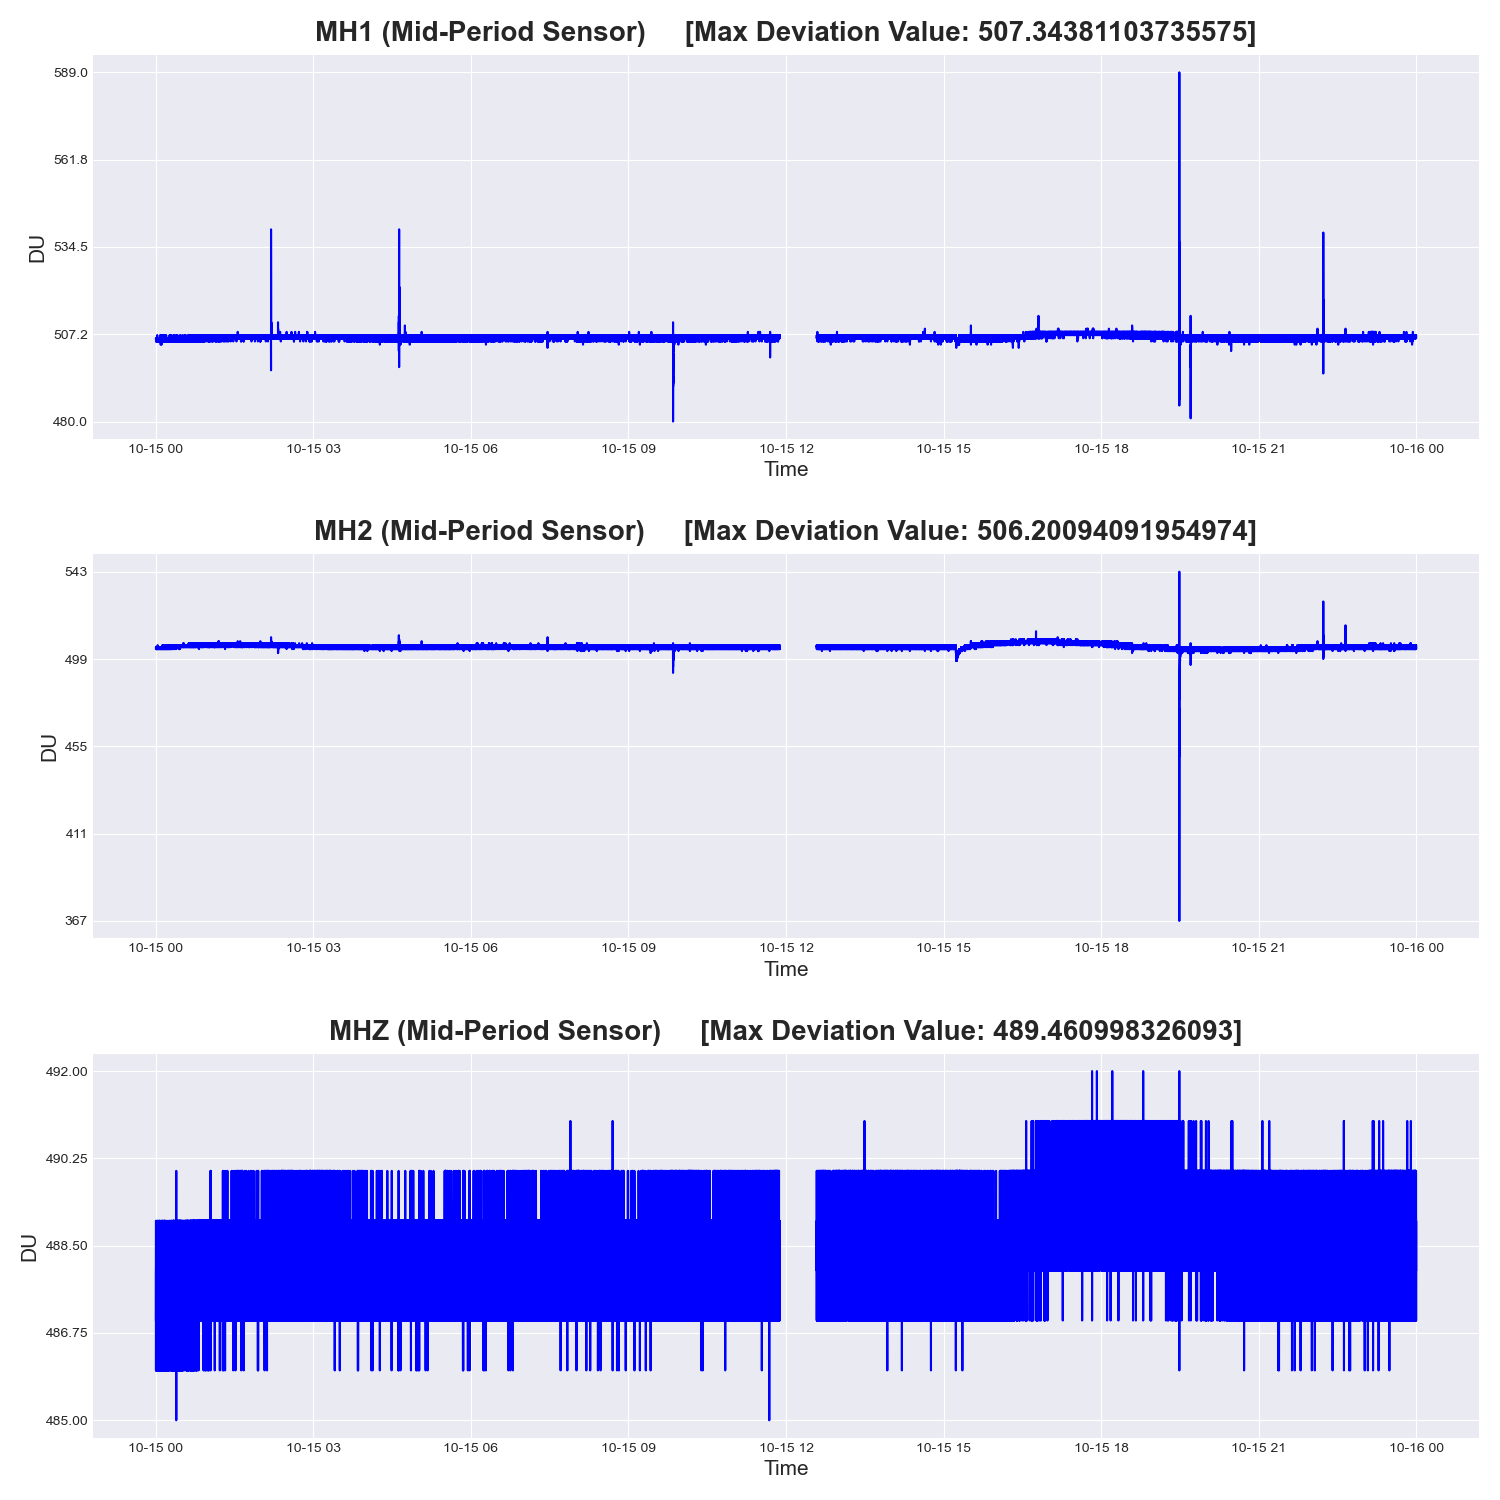 MH1 (Mid-Period Sensor) [Max Deviation Value: 507.34381103735575]
589.0
561.8
534.5
507.2
480.0
DU
10-15 00 10-15 03 10-15 06 10-15 09 10-15 12 10-15 15 10-15 18 10-15 21 10-16 00
Time
MH2 (Mid-Period Sensor) [Max Deviation Value: 506.20094091954974]
543
499
455
411
367
DU
10-15 00 10-15 03 10-15 06 10-15 09 10-15 12 10-15 15 10-15 18 10-15 21 10-16 00
Time
MHZ (Mid-Period Sensor) [Max Deviation Value: 489.460998326093]
492.00
490.25
488.50
486.75
485.00
DU
10-15 00 10-15 03 10-15 06 10-15 09 10-15 12 10-15 15 10-15 18 10-15 21 10-16 00
Time